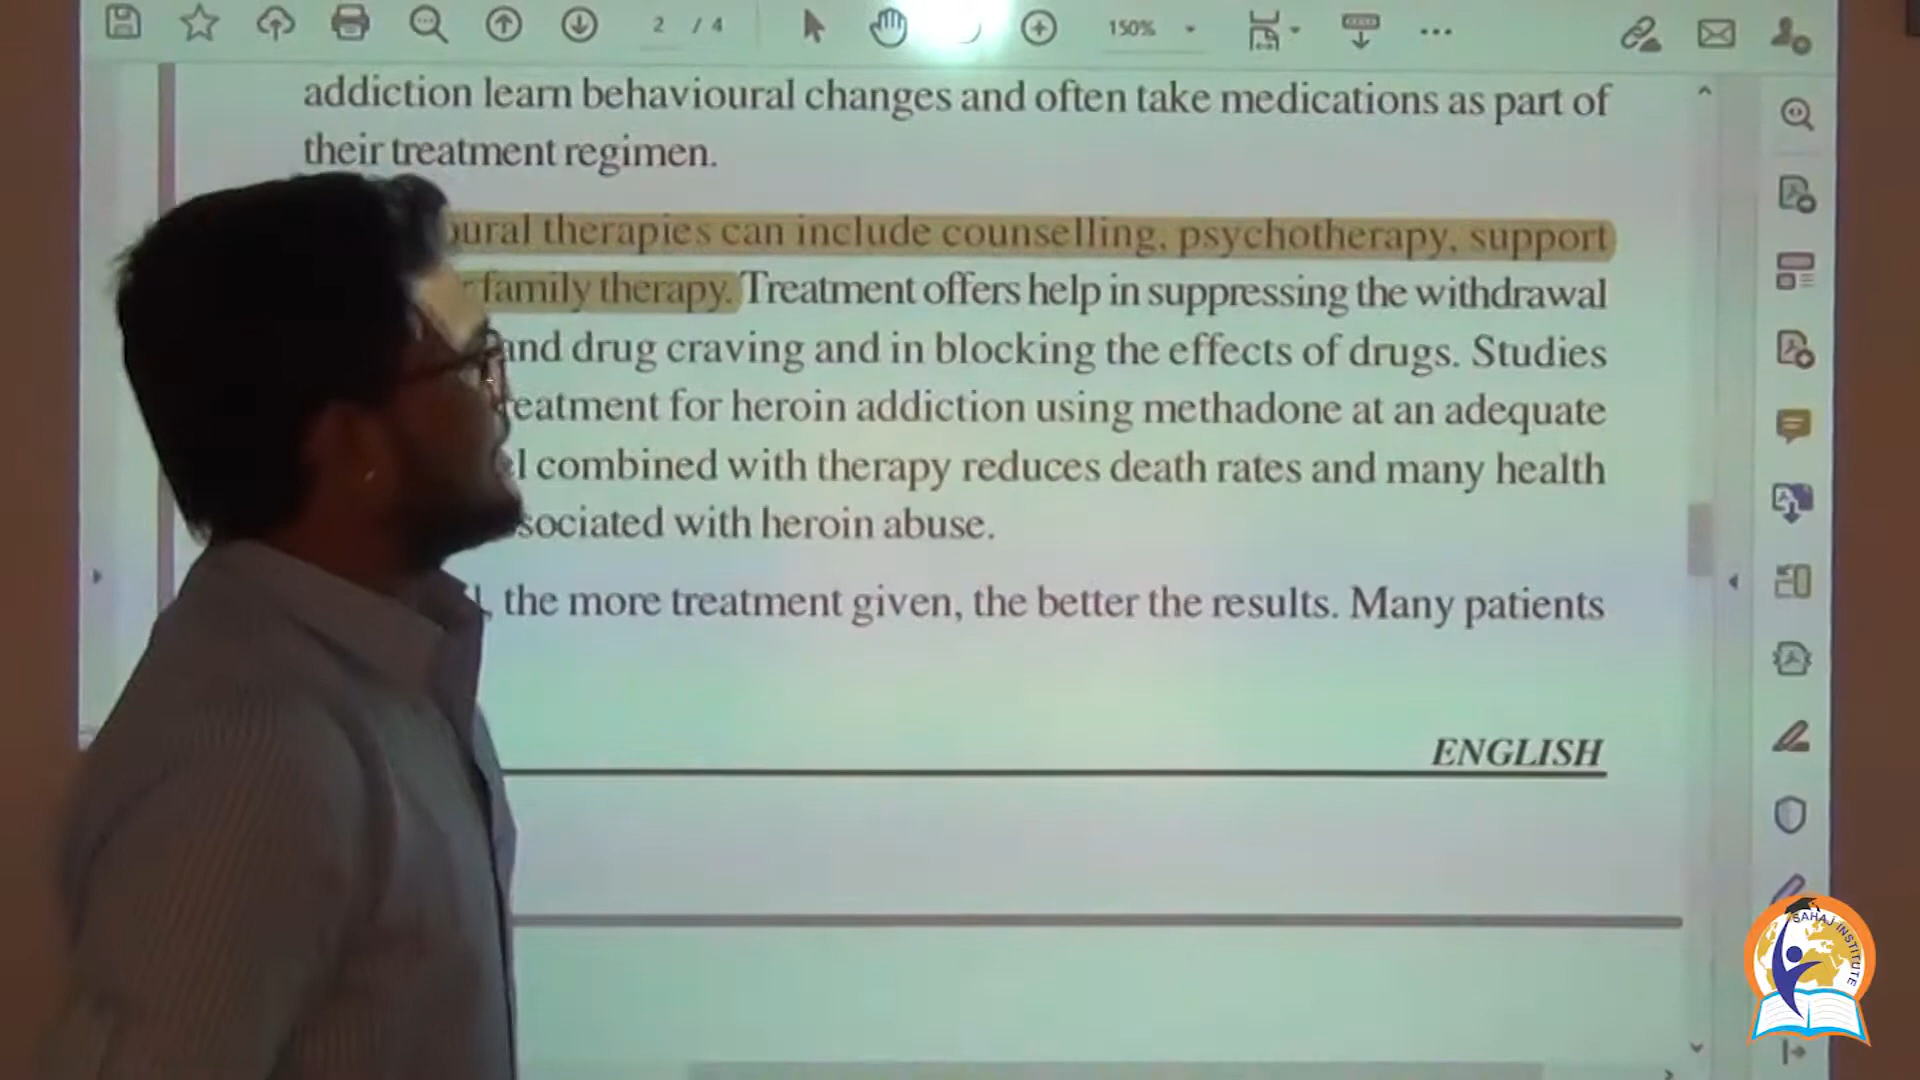 2 / 4
150%
addiction learn behavioural changes and often take medications as part of
their treatment regimen.
therapies can include counselling, psychotherapy, support
family therapy. Treatment offers help in suppressing the withdrawal
and drug craving and in blocking the effects of drugs. Studies
for heroin addiction using methadone at an adequate
combined with therapy reduces death rates and many health
with heroin abuse.
the more treatment given, the better the results. Many patients
ENGLISH
SAHAJ INSTITUTE